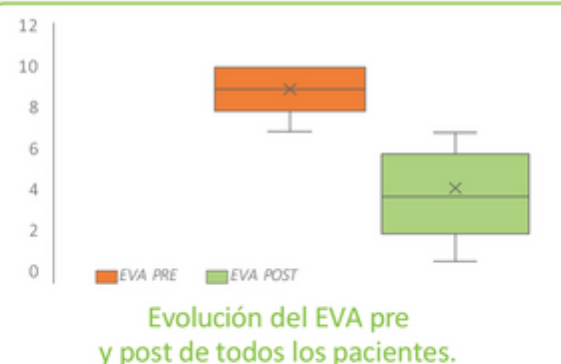 12
10
8
6
4
2
0
EVA PRE EVA POST
Evolución del EVA pre
y post de todos los pacientes.